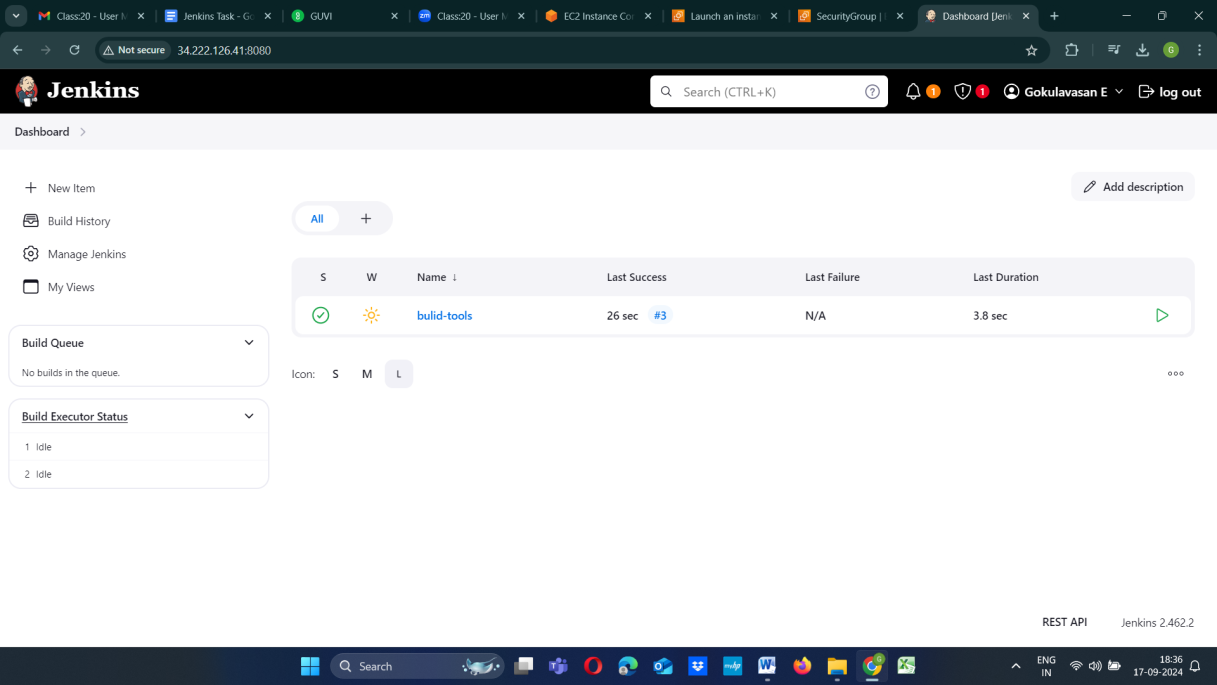 Class:20 - User M
Jenkins Task - Go
GUVI
zm Class:20 - User M
EC2 Instance Con
Launch an instan
SecurityGroup |
Dashboard [Jenk
Not secure 34.222.126.41:8080
G
Jenkins
Search (CTRL+K)
1
1
Gokulavasan E
log out
Dashboard
New Item
Build History
Manage Jenkins
My Views
Add description
All +
S W Name ↓ Last Success Last Failure Last Duration
bulid-tools 26 sec #3 N/A 3.8 sec
Icon: S M L
Build Queue
No builds in the queue.
Build Executor Status
1 Idle
2 Idle
REST API Jenkins 2.462.2
Search
ENG
IN
18:36
17-09-2024